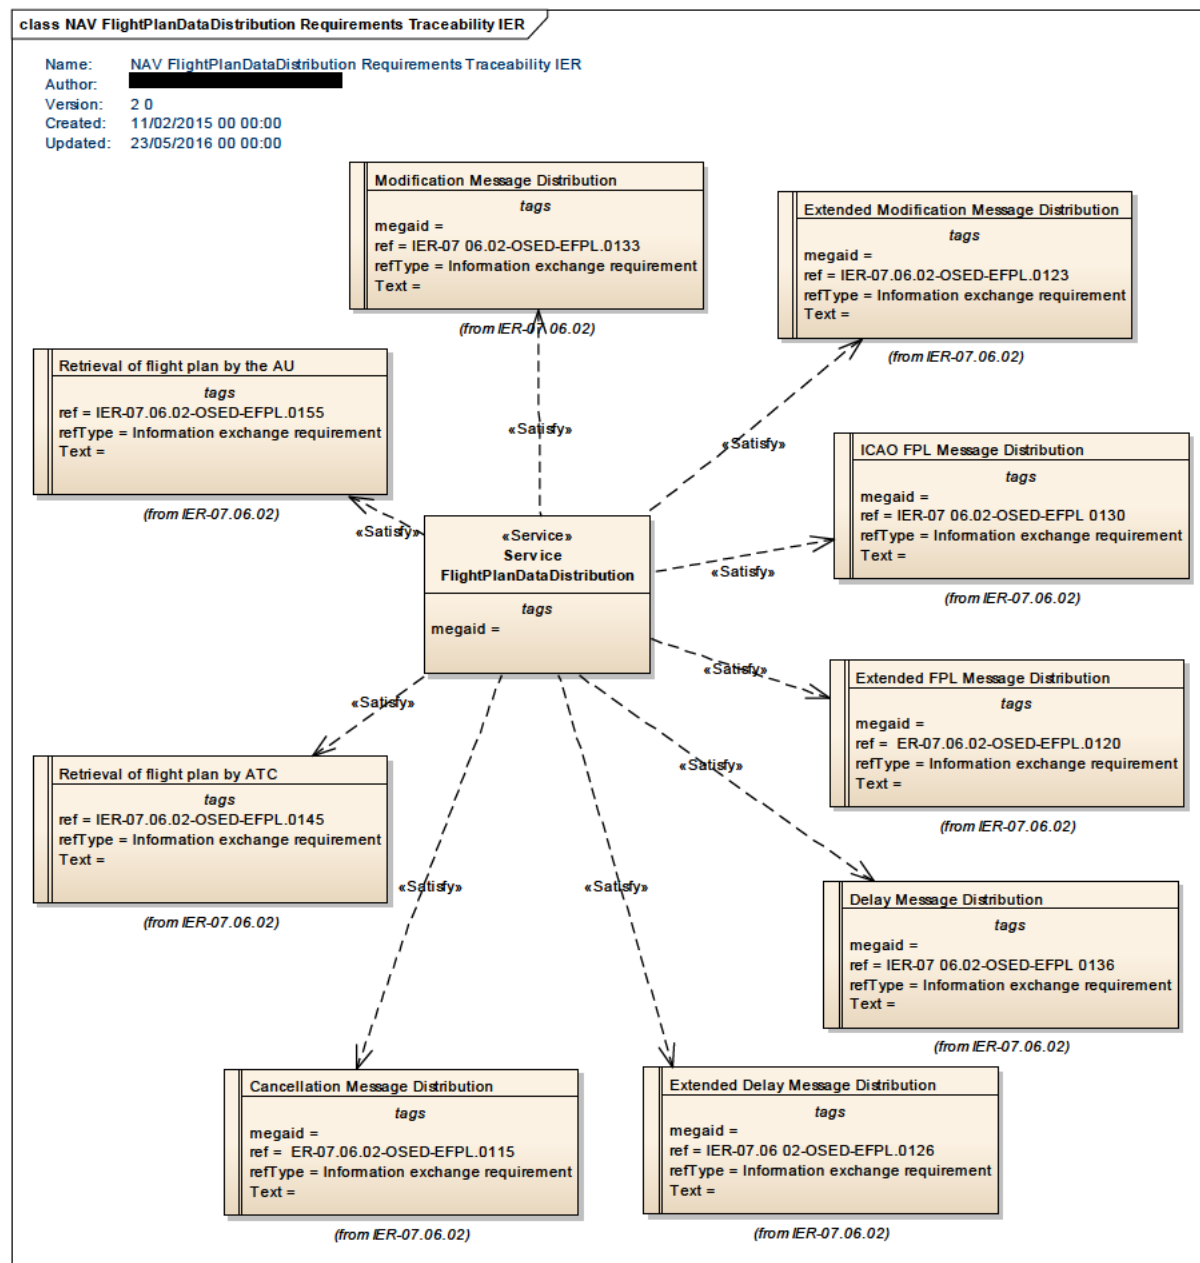 class NAV FlightPlanDataDistribution Requirements Traceability IER
Name: NAV FlightPlanDataDistribution Requirements Traceability IER
Author:
Version: 2 0
Created: 11/02/2015 00 00:00
Updated: 23/05/2016 00 00:00
Modification Message Distribution
tags
megaid =
ref = IER-07 06.02-OSED-EFPL.0133
refType = Information exchange requirement
Text =
(from IER-07.06.02)
Extended Modification Message Distribution
tags
megaid =
ref = IER-07.06.02-OSED-EFPL.0123
refType = Information exchange requirement
Text =
(from IER-07.06.02)
Retrieval of flight plan by the AU
tags
ref = IER-07.06.02-OSED-EFPL.0155
refType = Information exchange requirement
Text =
(from IER-07.06.02)
«Satisfy»
«Satisfy»
ICAO FPL Message Distribution
tags
megaid =
ref = IER-07 06.02-OSED-EFPL 0130
refType = Information exchange requirement
Text =
(from IER-07.06.02)
«Satisfy»
«Satisfy»
«Service»
Service
FlightPlanDataDistribution
tags
megaid =
«Satisfy»
Extended FPL Message Distribution
tags
megaid =
ref = ER-07.06.02-OSED-EFPL.0120
refType = Information exchange requirement
Text =
(from IER-07.06.02)
«Satisfy»
«Satisfy»
Retrieval of flight plan by ATC
tags
ref = IER-07.06.02-OSED-EFPL.0145
refType = Information exchange requirement
Text =
(from IER-07.06.02)
«Satisfy»
«Satisfy»
Delay Message Distribution
tags
megaid =
ref = IER-07 06.02-OSED-EFPL 0136
refType = Information exchange requirement
Text =
(from IER-07.06.02)
Cancellation Message Distribution
tags
megaid =
ref = ER-07.06.02-OSED-EFPL.0115
refType = Information exchange requirement
Text =
(from IER-07.06.02)
Extended Delay Message Distribution
tags
megaid =
ref = IER-07.06 02-OSED-EFPL.0126
refType = Information exchange requirement
Text =
(from IER-07.06.02)